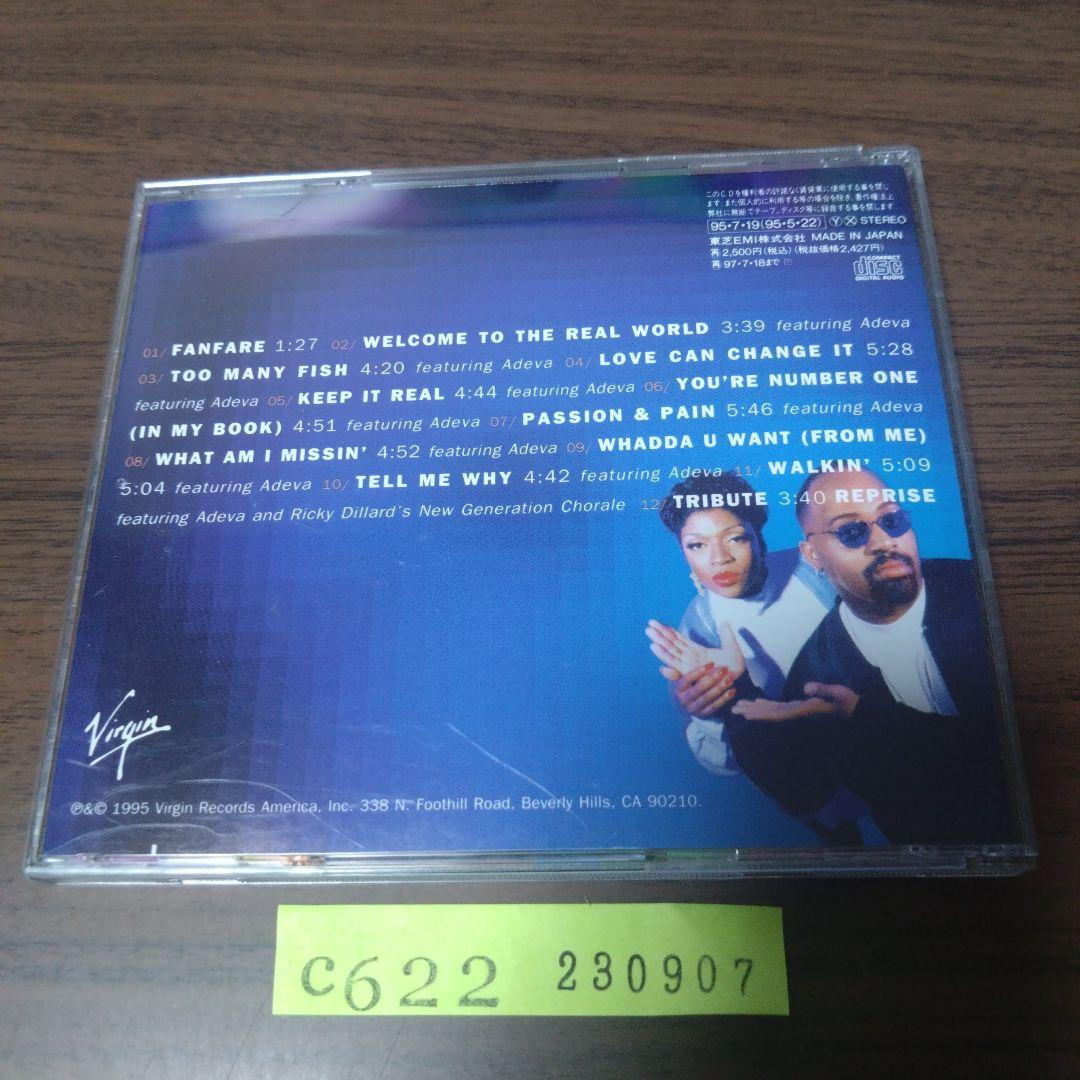 このCDを権利者の許諾なく賃貸業に使用する事を禁じ
ます また個人的に利用する等の場合を除き、著作権法上
弊社に無断でテープ、ディスク等に録音する事を禁じます
95・7・19(95・5・22) Ⓨ Ⓧ STEREO
東芝EMI株式会社 MADE IN JAPAN
再 2,500円(税込)(税抜価格2,427円)
再 97・7・18まで
COMPACT
disc
DIGITAL AUDIO
01/ FANFARE 1:27 02/ WELCOME TO THE REAL WORLD 3:39 featuring Adeva
03/ TOO MANY FISH 4:20 featuring Adeva 04/ LOVE CAN CHANGE IT 5:28
featuring Adeva 05/ KEEP IT REAL 4:44 featuring Adeva 06/ YOU'RE NUMBER ONE
(IN MY BOOK) 4:51 featuring Adeva 07/ PASSION & PAIN 5:46 featuring Adeva
08/ WHAT AM I MISSIN' 4:52 featuring Adeva 09/ WHADDA U WANT (FROM ME)
5:04 featuring Adeva 10/ TELL ME WHY 4:42 featuring Adeva 11/ WALKIN' 5:09
featuring Adeva and Ricky Dillard's New Generation Chorale 12/ TRIBUTE 3:40 REPRISE
Virgin
℗&© 1995 Virgin Records America, Inc. 338 N. Foothill Road, Beverly Hills, CA 90210.
C622 230907